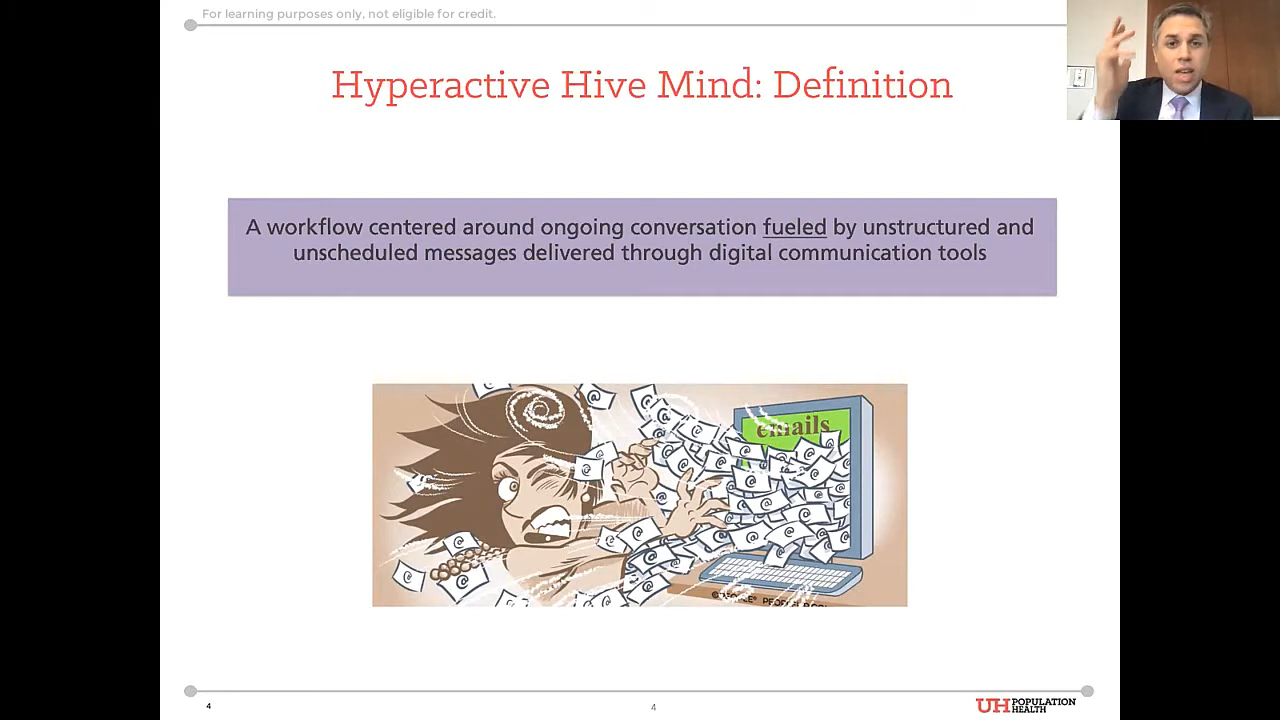 For learning purposes only, not eligible for credit.
Hyperactive Hive Mind: Definition
A workflow centered around ongoing conversation fueled by unstructured and
unscheduled messages delivered through digital communication tools
emails
4
4
UH POPULATION
HEALTH